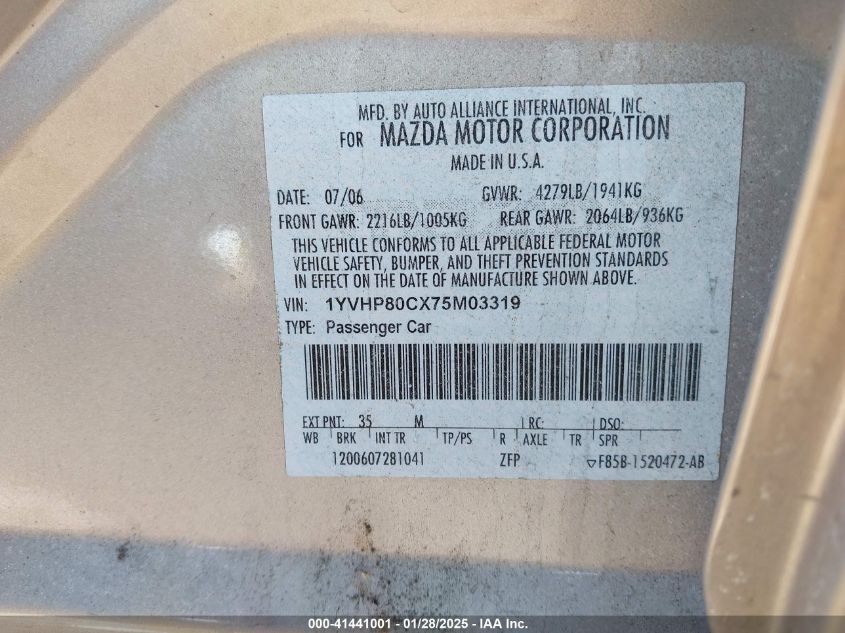 MFD. BY AUTO ALLIANCE INTERNATIONAL, INC.
FOR MAZDA MOTOR CORPORATION
MADE IN U.S.A.
DATE: 07/06 GVWR: 4279LB/1941KG
FRONT GAWR: 2216LB/1005KG REAR GAWR: 2064LB/936KG
THIS VEHICLE CONFORMS TO ALL APPLICABLE FEDERAL MOTOR
VEHICLE SAFETY, BUMPER, AND THEFT PREVENTION STANDARDS
IN EFFECT ON THE DATE OF MANUFACTURE SHOWN ABOVE.
VIN: 1YVHP80CX75M03319
TYPE: Passenger Car
EXT PNT: 35 M RC: DSO:
WB BRK INT TR TP/PS R AXLE TR SPR
1200607281041 ZFP ▽F85B-1520472-AB
000-41441001 - 01/28/2025 - IAA Inc.